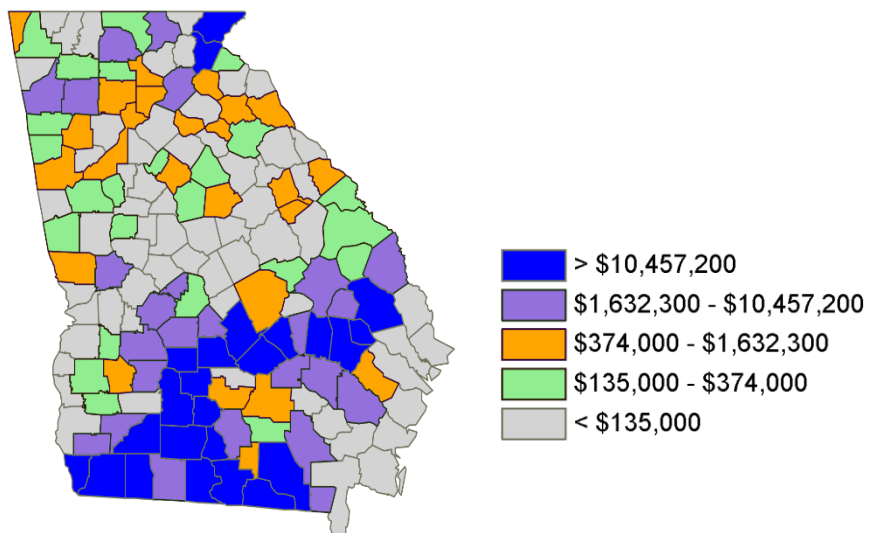 > $10,457,200
$1,632,300 - $10,457,200
$374,000 - $1,632,300
$135,000 - $374,000
< $135,000